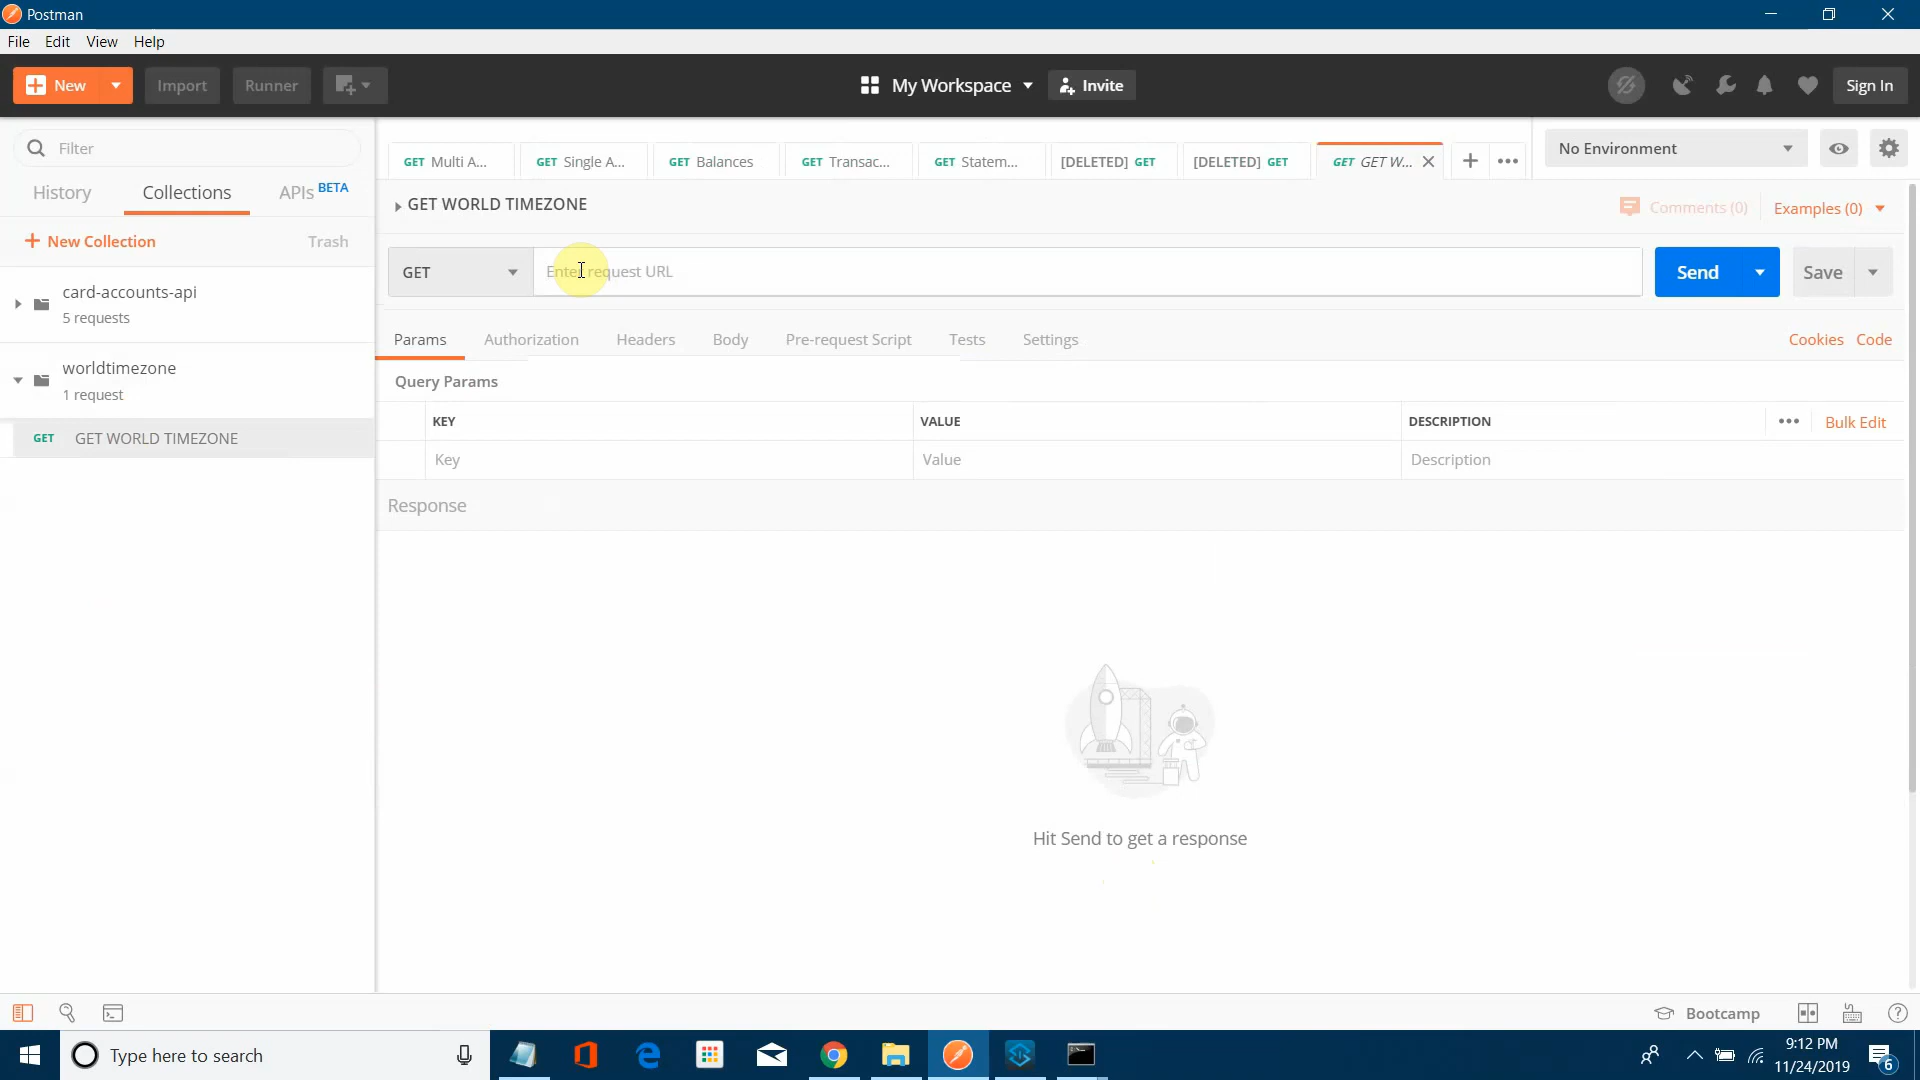 Postman
File Edit View Help
New Import Runner My Workspace Invite Sign In
Filter
History Collections APIs BETA
New Collection Trash
card-accounts-api
5 requests
worldtimezone
1 request
GET GET WORLD TIMEZONE
GET Multi A... GET Single A... GET Balances GET Transac... GET Statem... [DELETED] GET [DELETED] GET GET GET W... No Environment
GET WORLD TIMEZONE Comments (0) Examples (0)
GET Enter request URL Send Save
Params Authorization Headers Body Pre-request Script Tests Settings Cookies Code
Query Params
KEY VALUE DESCRIPTION Bulk Edit
Key Value Description
Response
Hit Send to get a response
Bootcamp
Type here to search
9:12 PM
11/24/2019
6